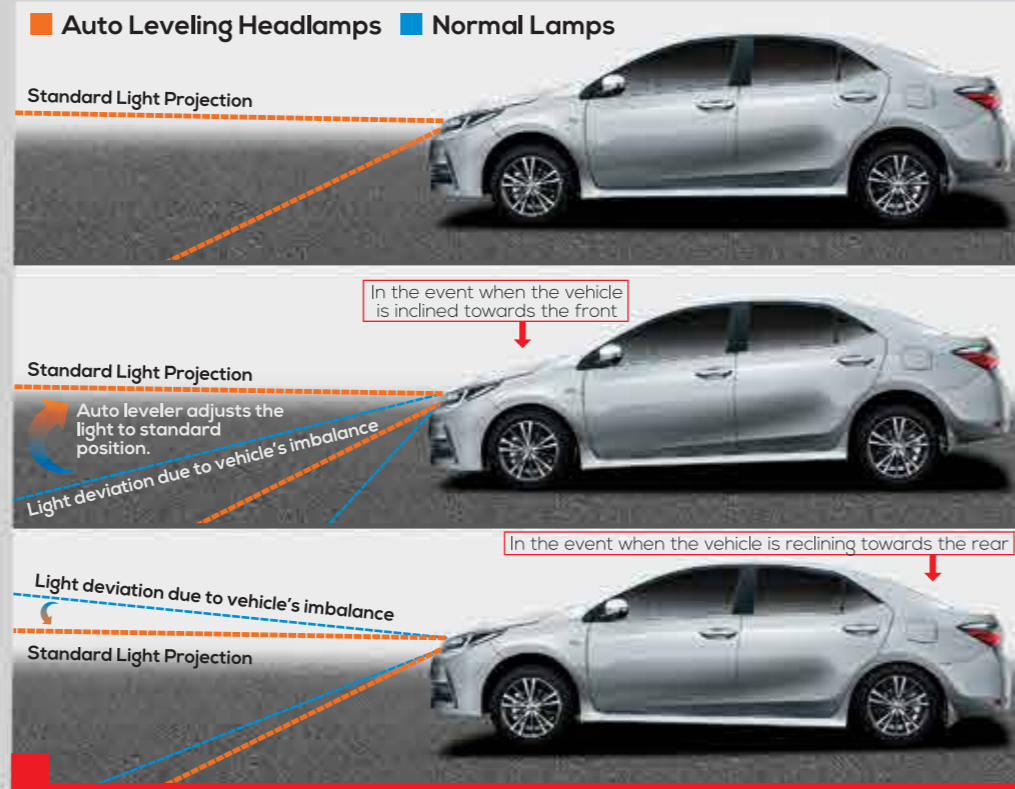 Auto Leveling Headlamps Normal Lamps
Standard Light Projection
In the event when the vehicle
is inclined towards the front
Standard Light Projection
Auto leveler adjusts the
light to standard
position.
Light deviation due to vehicle's imbalance
In the event when the vehicle is reclining towards the rear
Light deviation due to vehicle's imbalance
Standard Light Projection